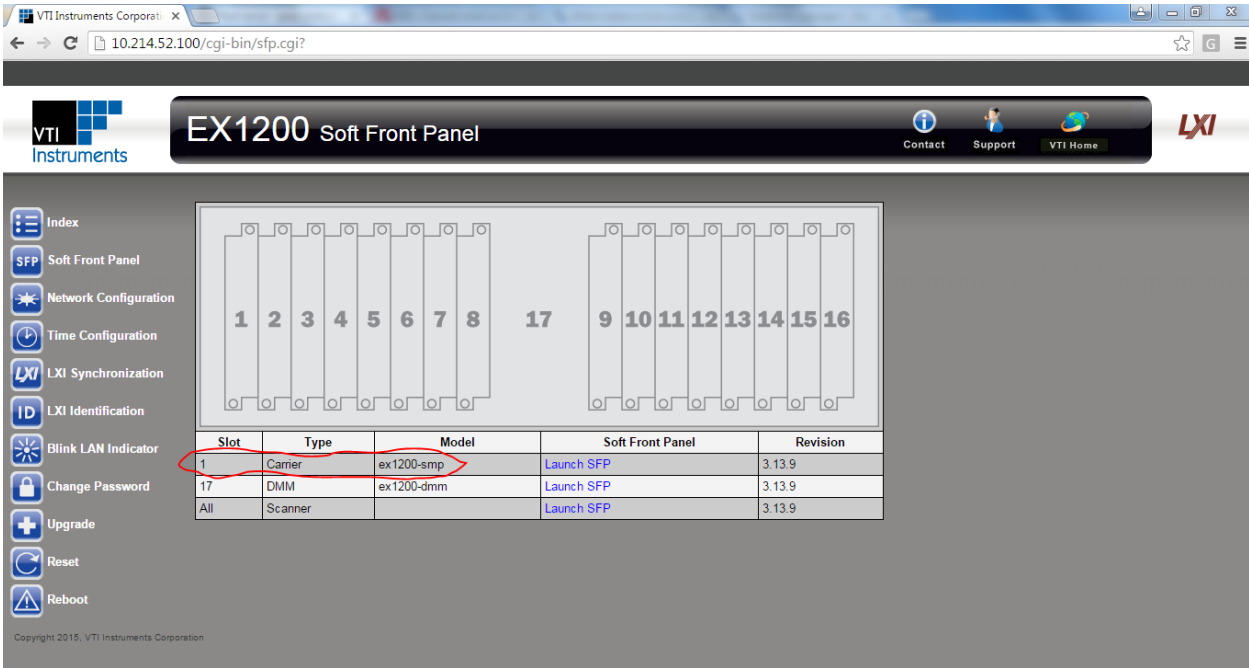 VTI Instruments Corporati
10.214.52.100/cgi-bin/sfp.cgi?
G
VTI
Instruments
EX1200 Soft Front Panel
Contact Support VTI Home
LXI
Index
SFP Soft Front Panel
Network Configuration
Time Configuration
LXI LXI Synchronization
ID LXI Identification
Blink LAN Indicator
Change Password
Upgrade
Reset
Reboot
1 2 3 4 5 6 7 8 17 9 10 11 12 13 14 15 16
Slot Type Model Soft Front Panel Revision
1 Carrier ex1200-smp Launch SFP 3.13.9
17 DMM ex1200-dmm Launch SFP 3.13.9
All Scanner Launch SFP 3.13.9
Copyright 2015, VTI Instruments Corporation